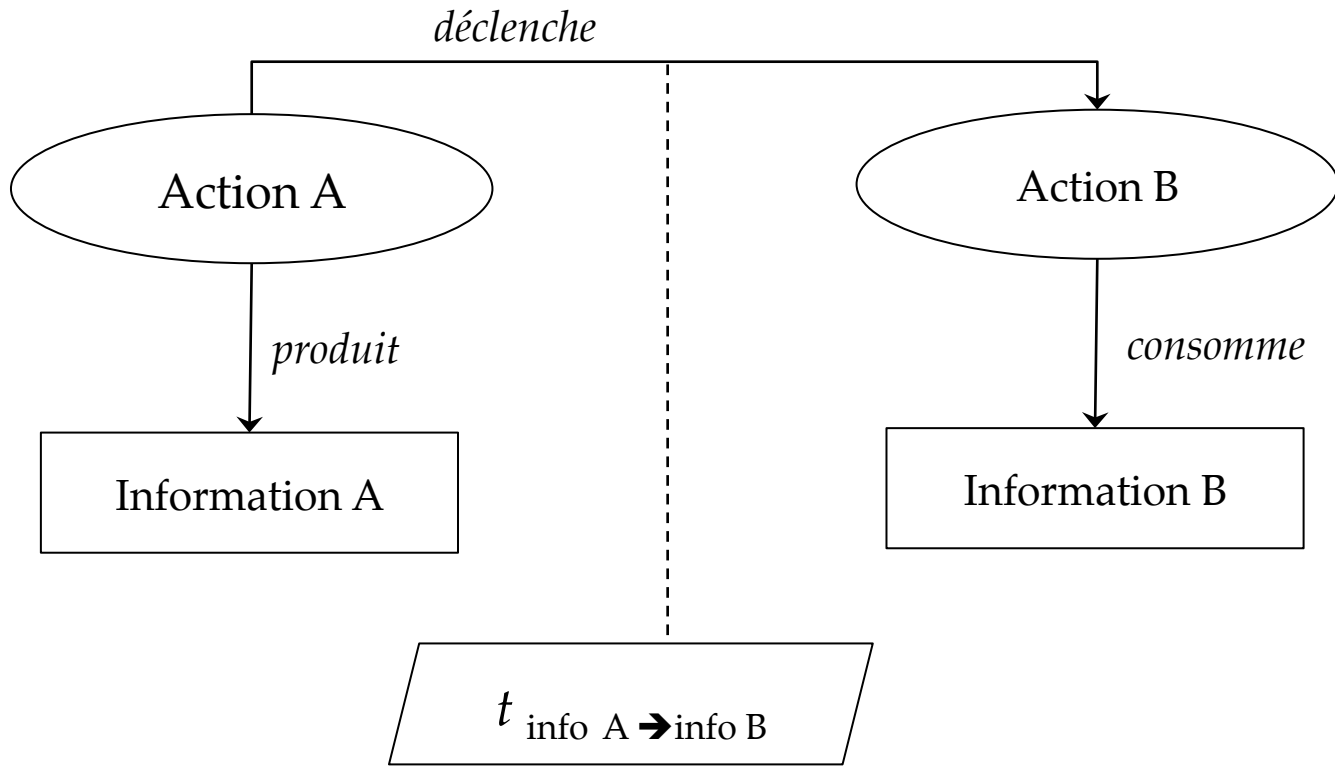 déclenche
Action A
Action B
produit
consomme
Information A
Information B
t info A ➔ info B